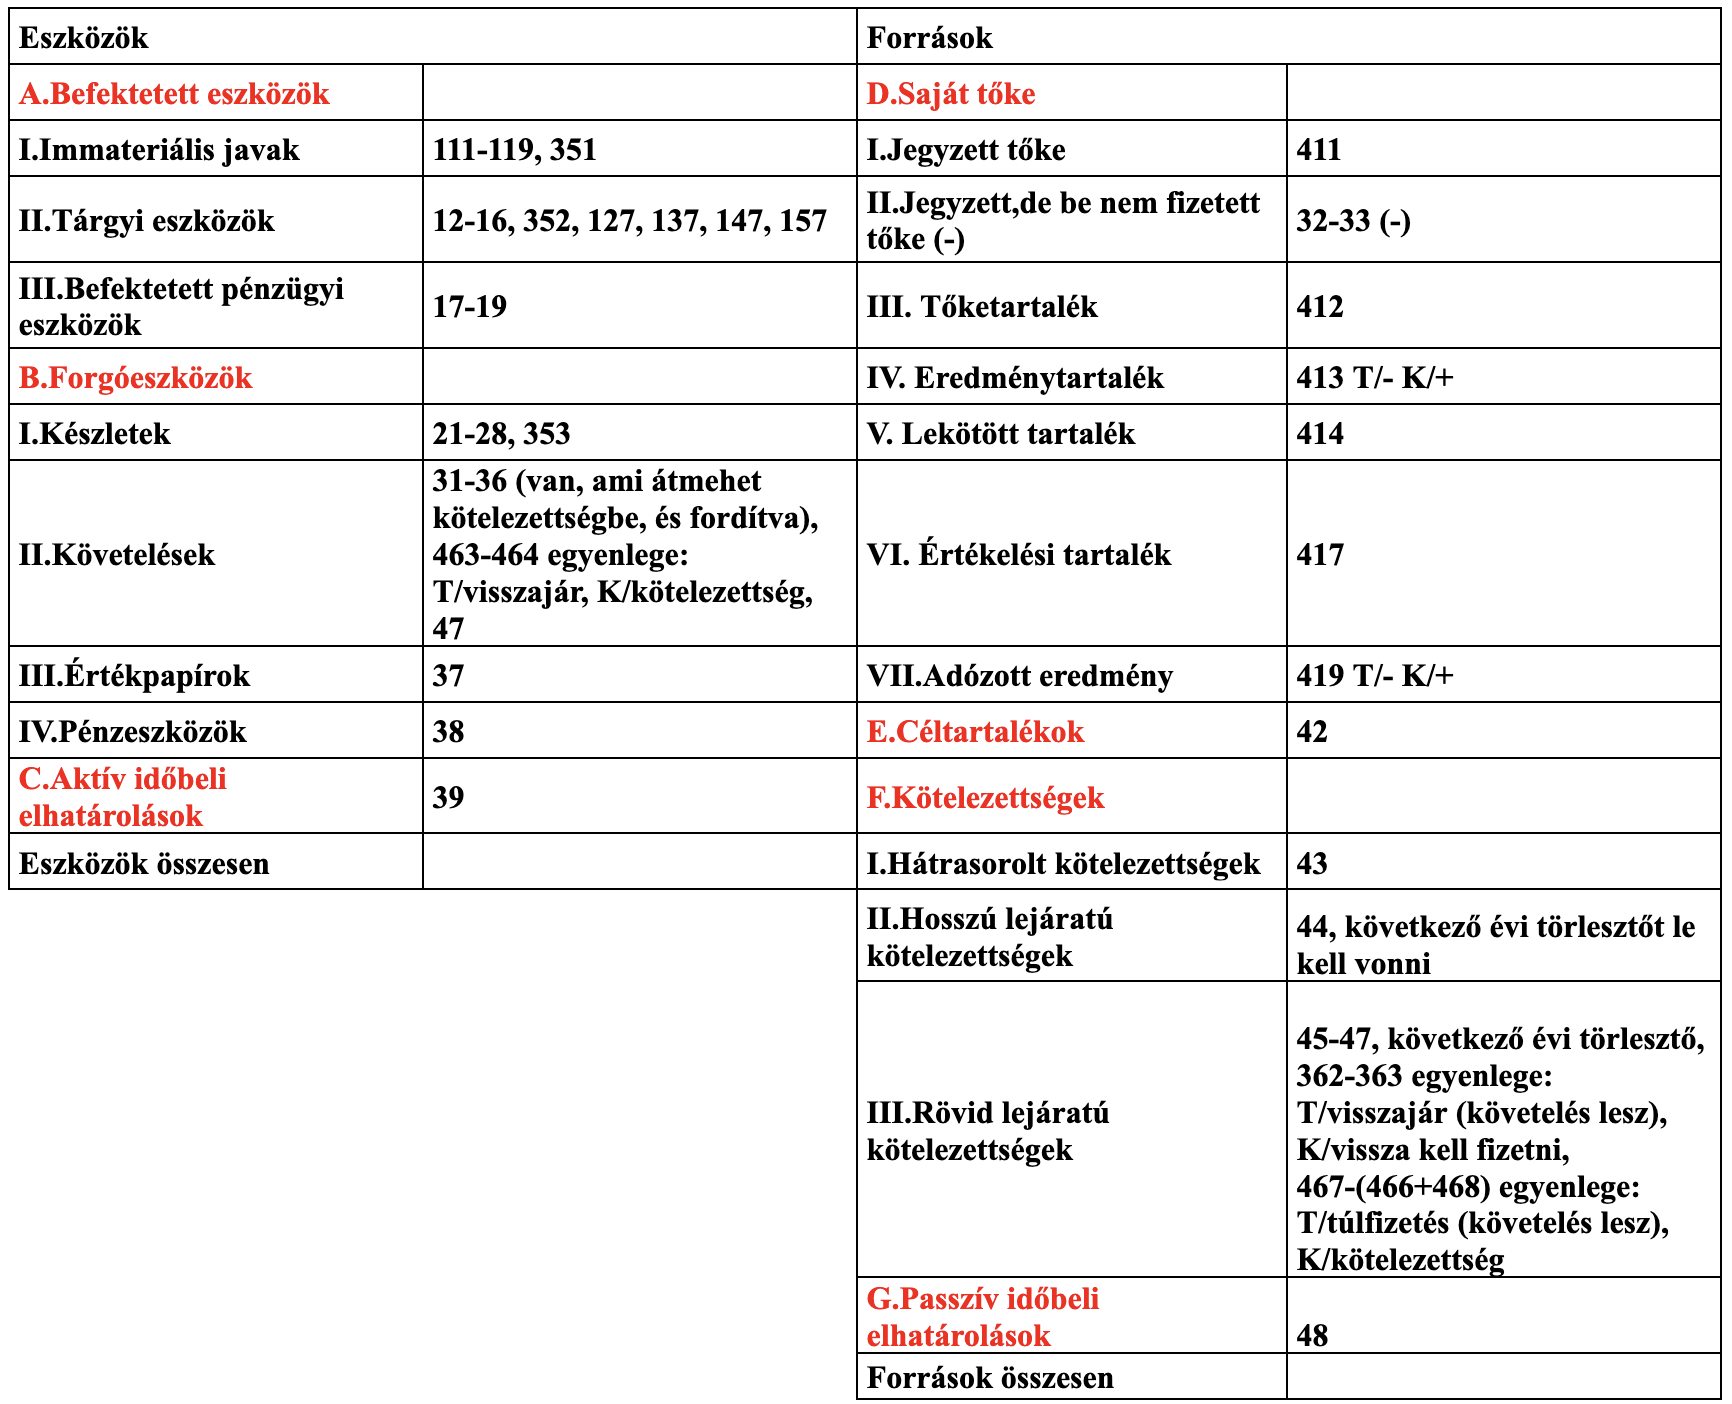 Eszközök
Források
A.Befektetett eszközök
D.Saját tőke
I.Immateriális javak
111-119, 351
I.Jegyzett tőke
411
II.Tárgyi eszközök
12-16, 352, 127, 137, 147, 157
II.Jegyzett,de be nem fizetett
tőke (-)
32-33 (-)
III.Befektetett pénzügyi
eszközök
17-19
III. Tőketartalék
412
B.Forgóeszközök
IV. Eredménytartalék
413 T/- K/+
I.Készletek
21-28, 353
V. Lekötött tartalék
414
II.Követelések
31-36 (van, ami átmehet
kötelezettségbe, és fordítva),
463-464 egyenlege:
T/visszajár, K/kötelezettség,
47
VI. Értékelési tartalék
417
III.Értékpapírok
37
VII.Adózott eredmény
419 T/- K/+
IV.Pénzeszközök
38
E.Céltartalékok
42
C.Aktív időbeli
elhatárolások
39
F.Kötelezettségek
Eszközök összesen
I.Hátrasorolt kötelezettségek
43
II.Hosszú lejáratú
kötelezettségek
44, következő évi törlesztőt le
kell vonni
III.Rövid lejáratú
kötelezettségek
45-47, következő évi törlesztő,
362-363 egyenlege:
T/visszajár (követelés lesz),
K/vissza kell fizetni,
467-(466+468) egyenlege:
T/túlfizetés (követelés lesz),
K/kötelezettség
G.Passzív időbeli
elhatárolások
48
Források összesen